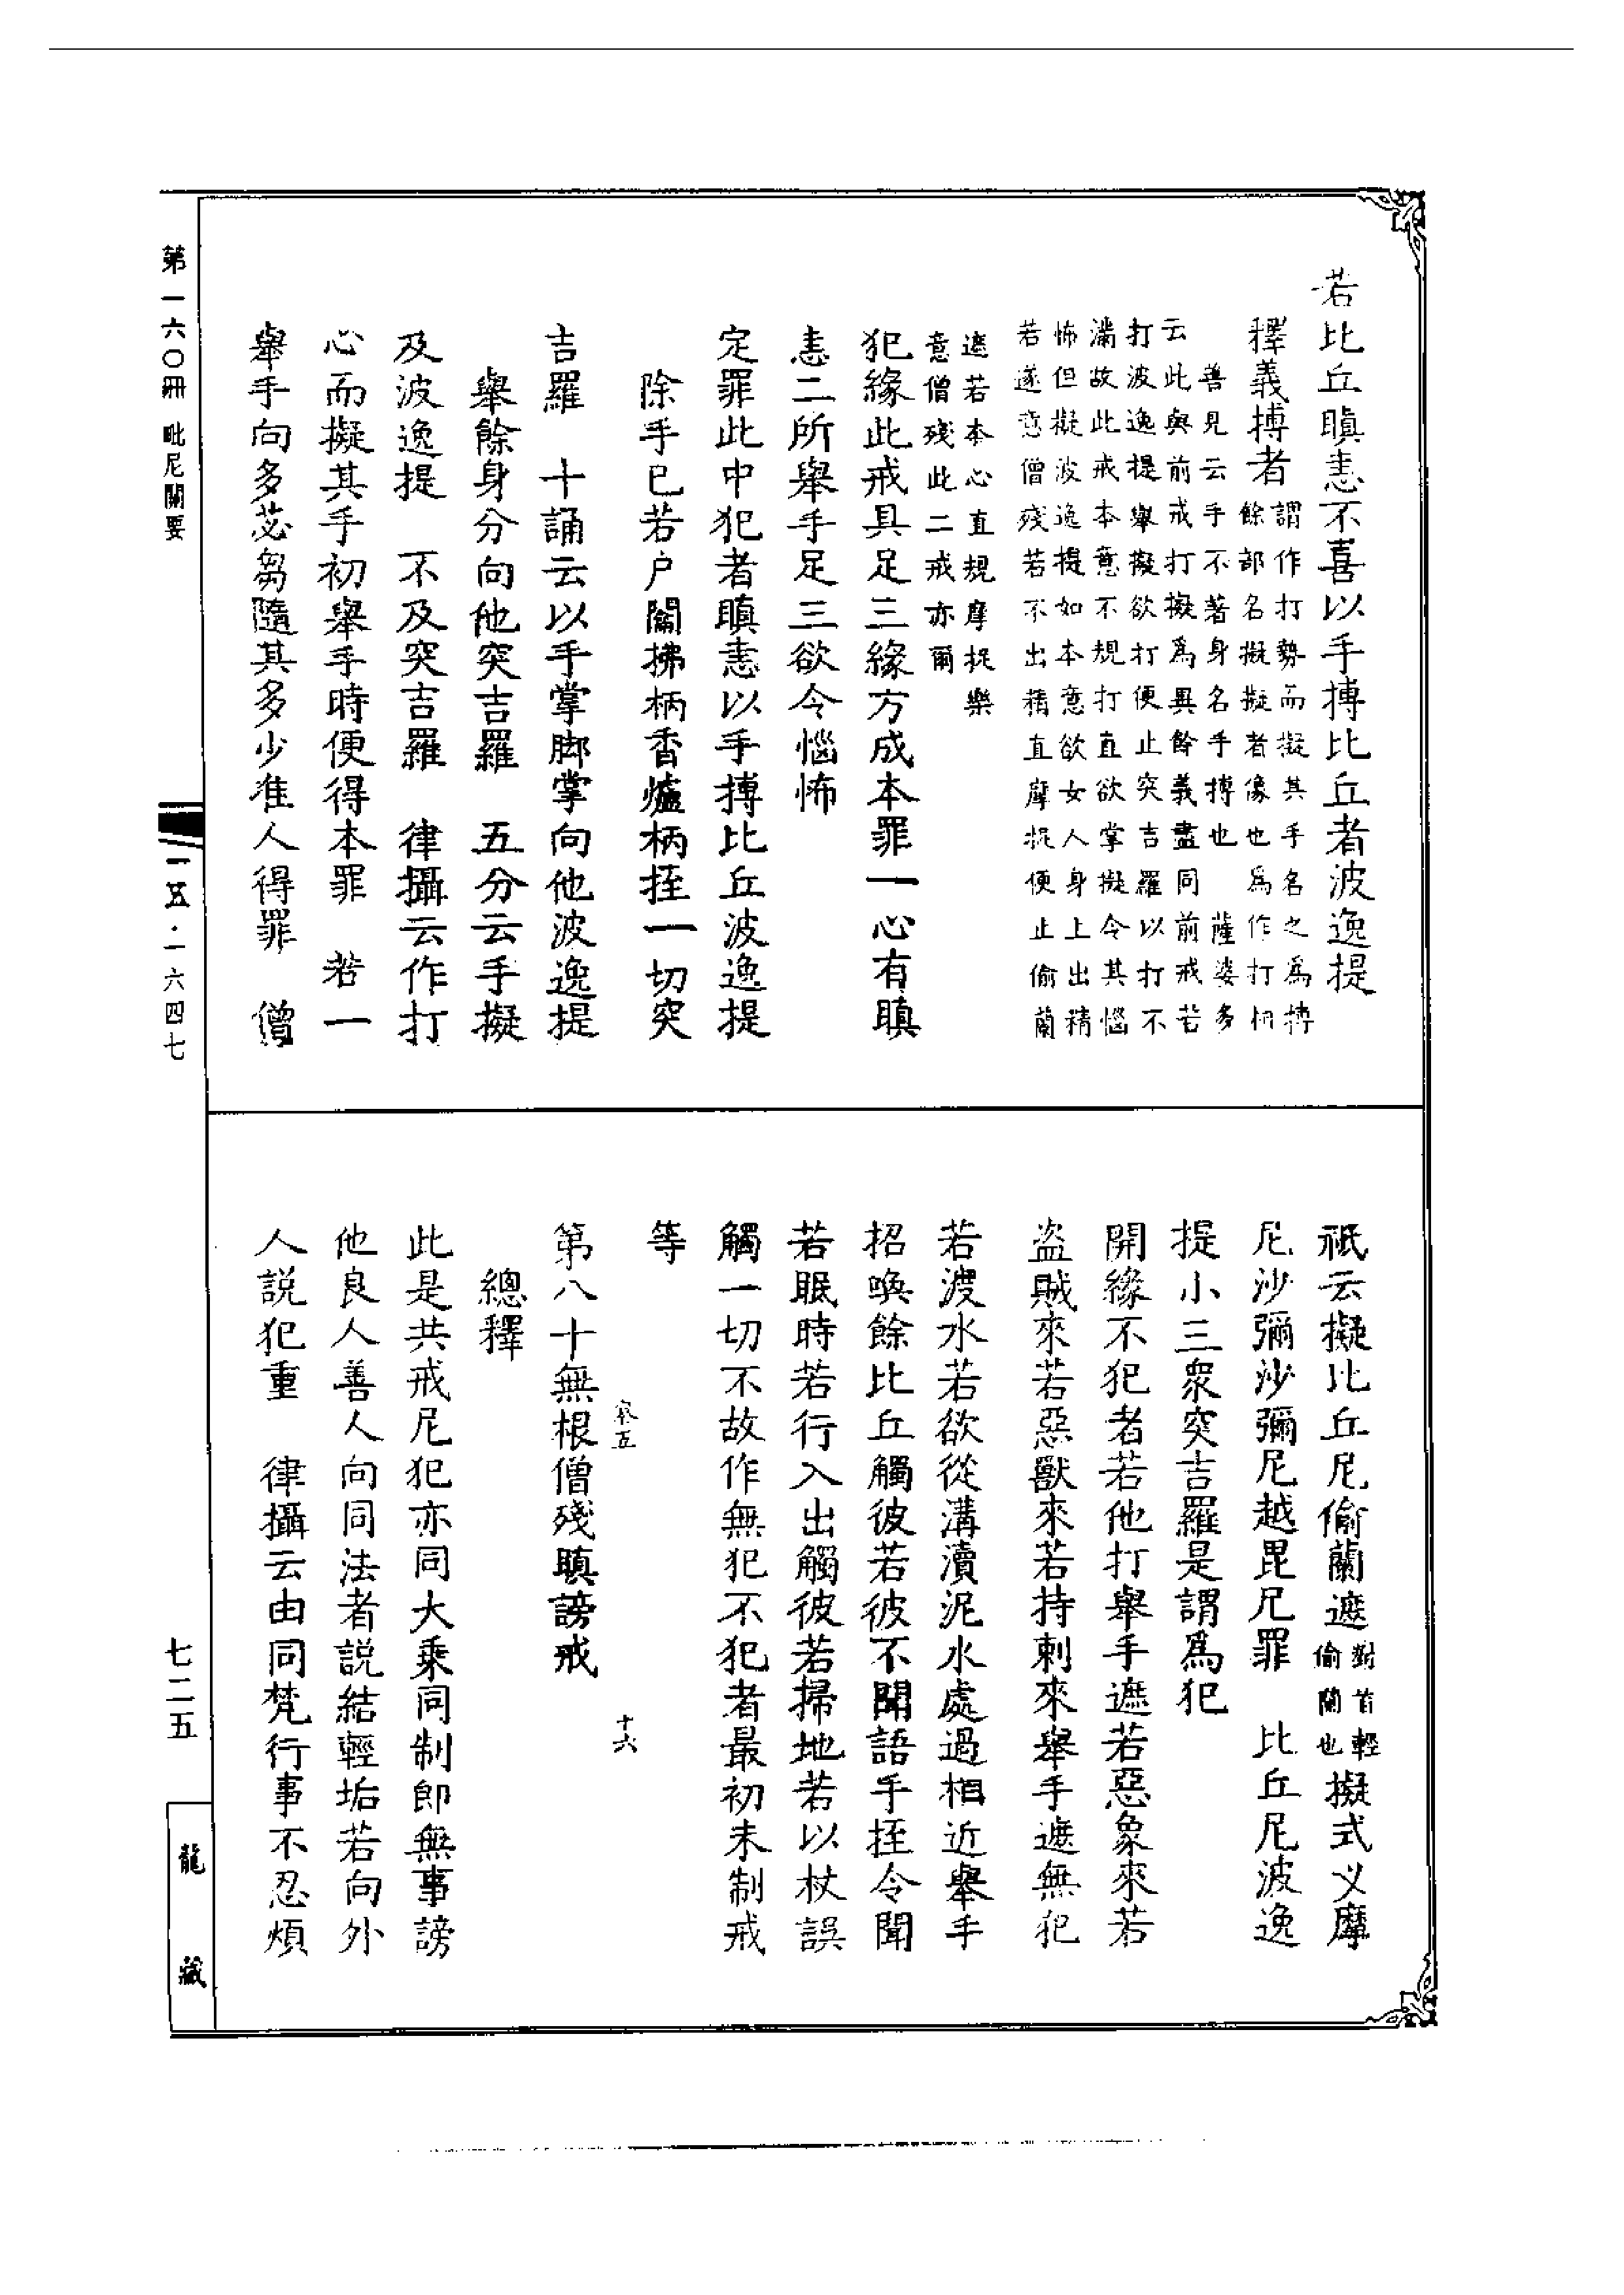 若比丘瞋恚不喜以手搏比丘者波逸提
釋義搏者
謂作打勢而擬其手名之為搏
餘部名擬擬者像也為作打相
善見云手不著身名手搏也 薩婆多
云此與前戒打擬為異餘義盡同前戒若
打波逸提舉擬欲打便止突吉羅以打不
滿故此戒本意不規打直欲掌擬令其惱
怖但擬波逸提如本意欲女人身上出精
若遂意僧殘若不出精直摩捉便止偷蘭
遮若本心直規摩捉樂
意僧殘此二戒亦爾
犯緣此戒具足三緣方成本罪一心有瞋
恚二所舉手足三欲令惱怖
定罪此中犯者瞋恚以手搏比丘波逸提
除手已若户關拂柄香爐柄挃一切突
吉羅 十誦云以手掌脚掌向他波逸提
舉餘身分向他突吉羅 五分云手擬
及波逸提 不及突吉羅 律攝云作打
心而擬其手初舉手時便得本罪 若一
舉手向多苾芻隨其多少准人得罪 僧
祇云擬比丘尼偷蘭遮
對首輕
偷蘭也
擬式叉摩
尼沙彌沙彌尼越毘尼罪 比丘尼波逸
提小三眾突吉羅是謂為犯
開緣不犯者若他打舉手遮若惡象來若
盜賊來若惡獸來若持刺來舉手遮無犯
若渡水若欲從溝瀆泥水處過相近舉手
招喚餘比丘觸彼若彼不聞語手挃令聞
若眠時若行入出觸彼若掃地若以杖誤
觸一切不故作無犯不犯者最初未制戒
等
卷五 十六
第八十無根僧殘瞋謗戒
總釋
此是共戒尼犯亦同大乘同制即無事謗
他良人善人向同法者説結輕垢若向外
人説犯重 律攝云由同梵行事不忍煩
第一六〇冊 毗尼關要
一五·一六四七
七二五
龍藏